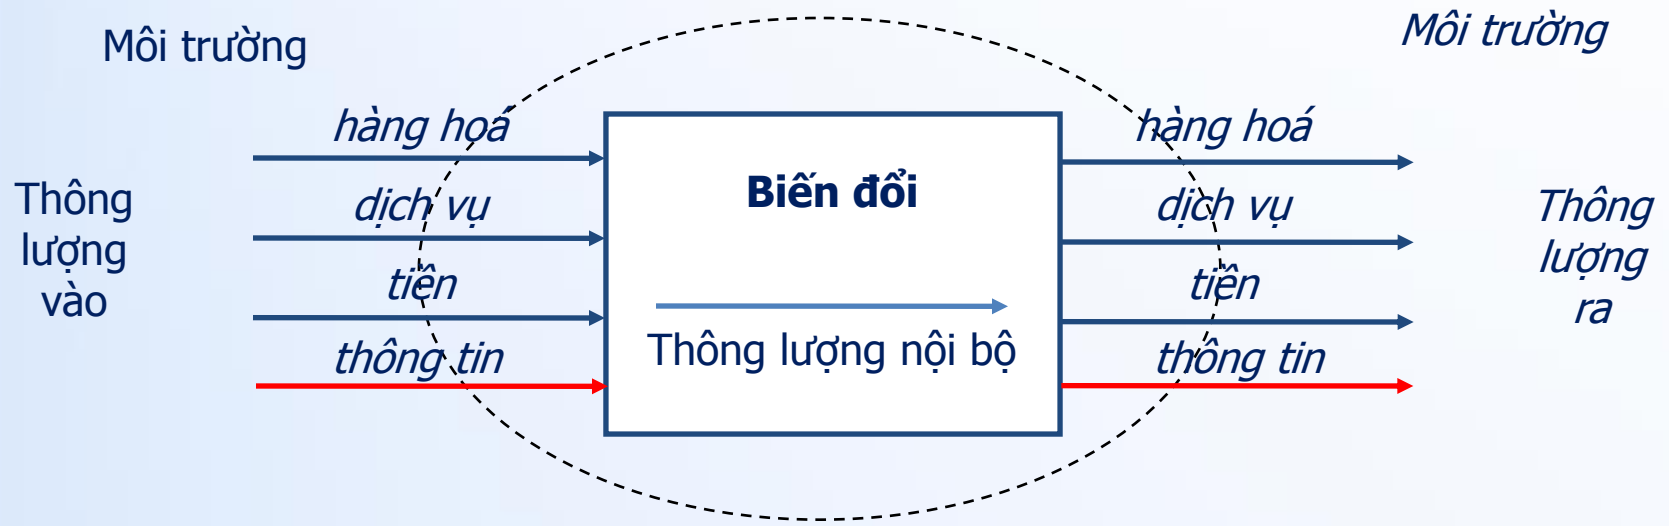 Môi trường
Môi trường
hàng hoá
dịch vụ
tiền
thông tin
Thông
lượng
vào
Biến đổi
Thông lượng nội bộ
hàng hoá
dịch vụ
tiền
thông tin
Thông
lượng
ra